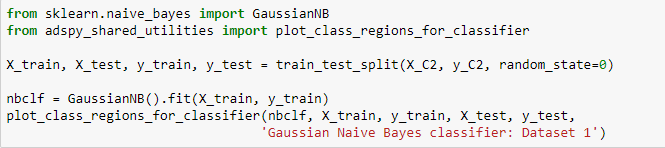 from sklearn.naive_bayes import GaussianNB
from adspy_shared_utilities import plot_class_regions_for_classifier

X_train, X_test, y_train, y_test = train_test_split(X_C2, y_C2, random_state=0)

nbclf = GaussianNB().fit(X_train, y_train)
plot_class_regions_for_classifier(nbclf, X_train, y_train, X_test, y_test,
                                 'Gaussian Naive Bayes classifier: Dataset 1')